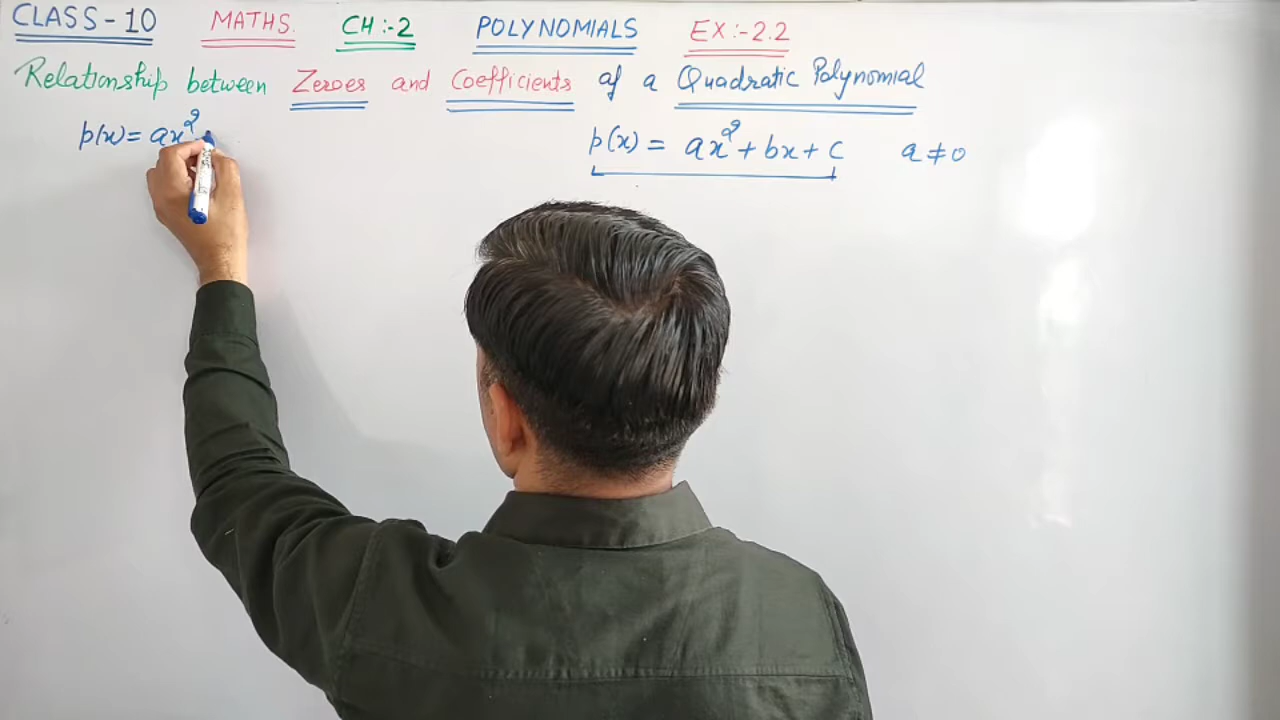 CLASS-10 MATHS. CH:-2 POLYNOMIALS EX:-2.2
Relationship between Zeroes and Coefficients of a Quadratic Polynomial
p(x) = ax²
p(x) = ax² + bx + c a ≠ 0